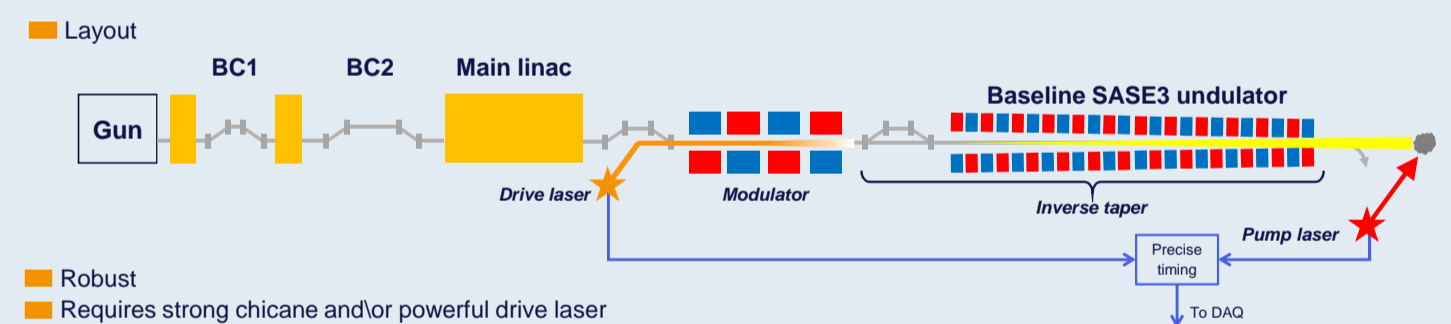 Layout
BC1
BC2
Main linac
Gun
Baseline SASE3 undulator
Drive laser
Modulator
Inverse taper
Pump laser
Precise
timing
To DAQ
Robust
Requires strong chicane and\or powerful drive laser